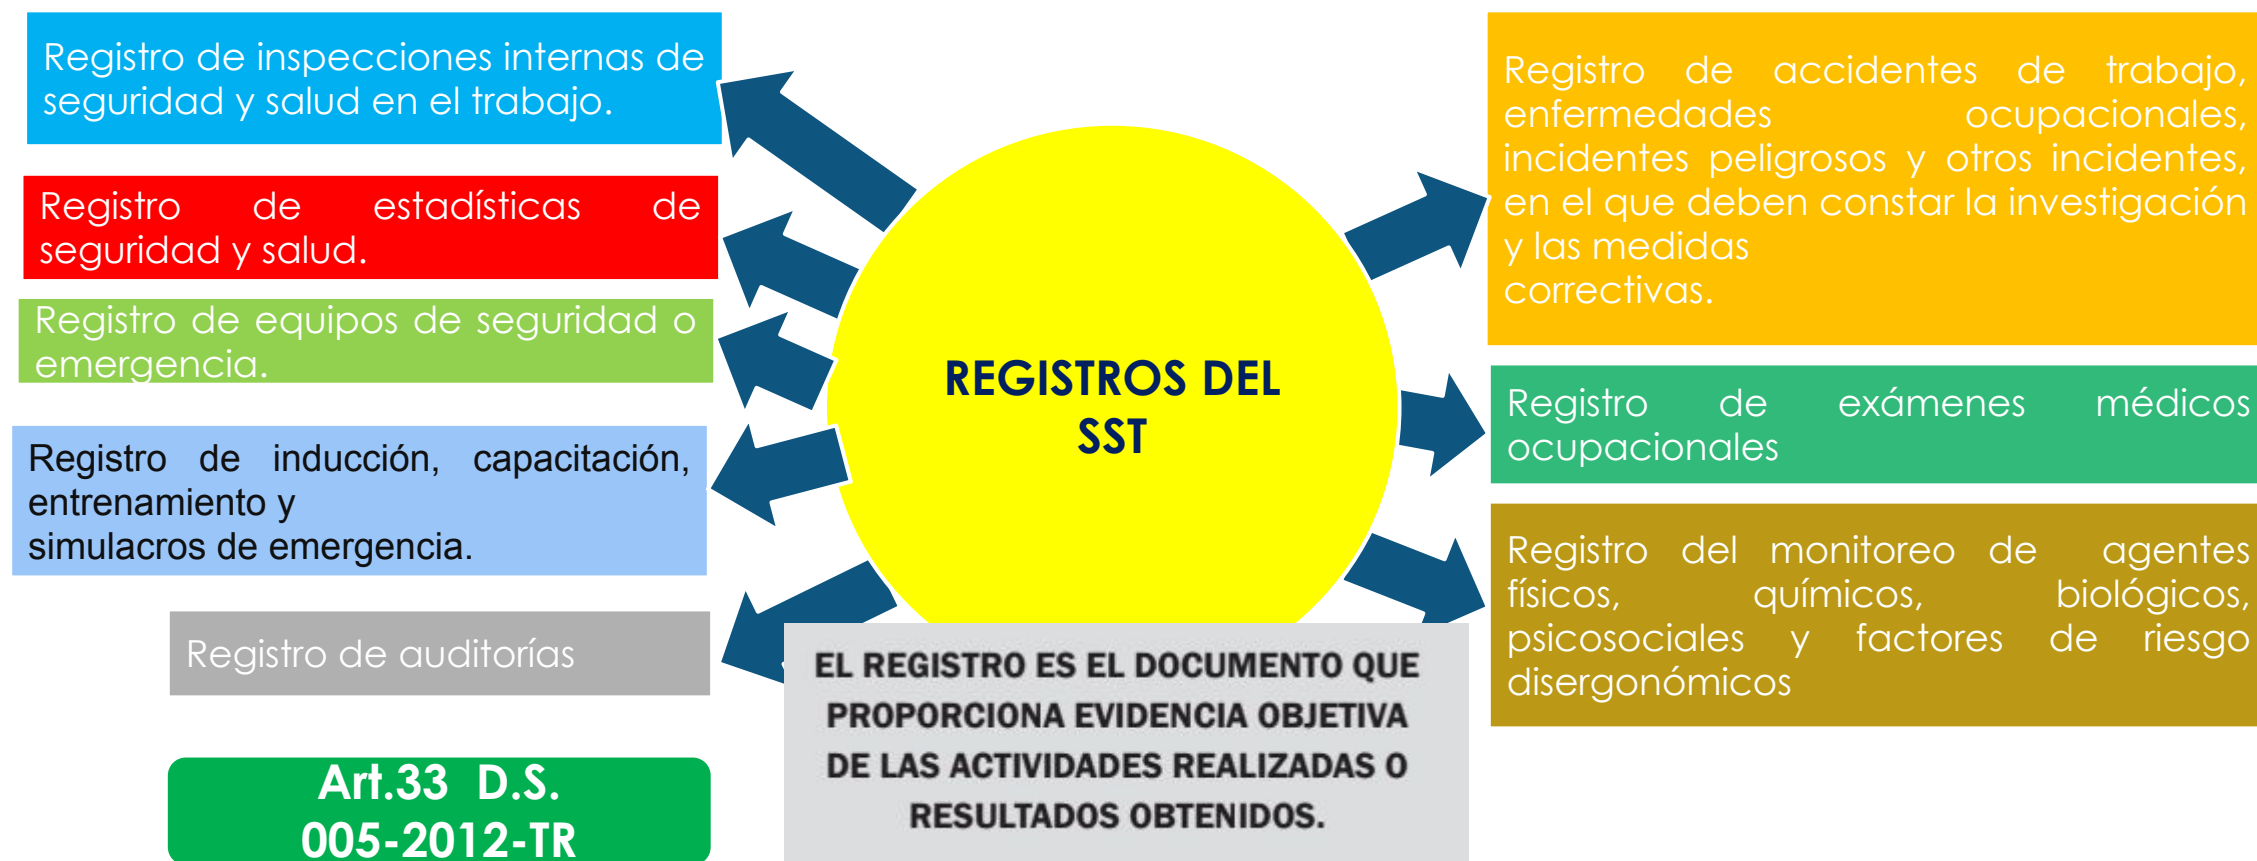 Registro de inspecciones internas de
seguridad y salud en el trabajo.
Registro de estadísticas de
seguridad y salud.
Registro de equipos de seguridad o
emergencia.
Registro de inducción, capacitación,
entrenamiento y
simulacros de emergencia.
Registro de auditorías
Art.33 D.S.
005-2012-TR
REGISTROS DEL
SST
EL REGISTRO ES EL DOCUMENTO QUE
PROPORCIONA EVIDENCIA OBJETIVA
DE LAS ACTIVIDADES REALIZADAS O
RESULTADOS OBTENIDOS.
Registro de accidentes de trabajo,
enfermedades ocupacionales,
incidentes peligrosos y otros incidentes,
en el que deben constar la investigación
y las medidas
correctivas.
Registro de exámenes médicos
ocupacionales
Registro del monitoreo de agentes
físicos, químicos, biológicos,
psicosociales y factores de riesgo
disergonómicos